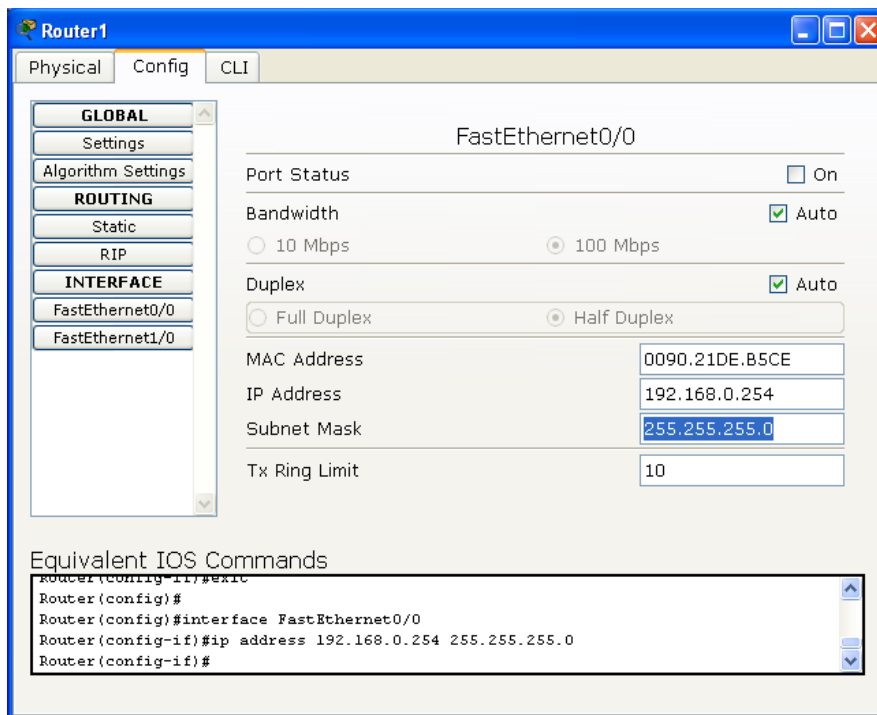 Router1
Physical Config CLI
GLOBAL
Settings
Algorithm Settings
ROUTING
Static
RIP
INTERFACE
FastEthernet0/0
FastEthernet1/0
FastEthernet0/0
Port Status On
Bandwidth Auto
10 Mbps 100 Mbps
Duplex Auto
Full Duplex Half Duplex
MAC Address 0090.21DE.B5CE
IP Address 192.168.0.254
Subnet Mask 255.255.255.0
Tx Ring Limit 10
Equivalent IOS Commands
Router(config-if)#exit
Router(config)#
Router(config)#interface FastEthernet0/0
Router(config-if)#ip address 192.168.0.254 255.255.255.0
Router(config-if)#